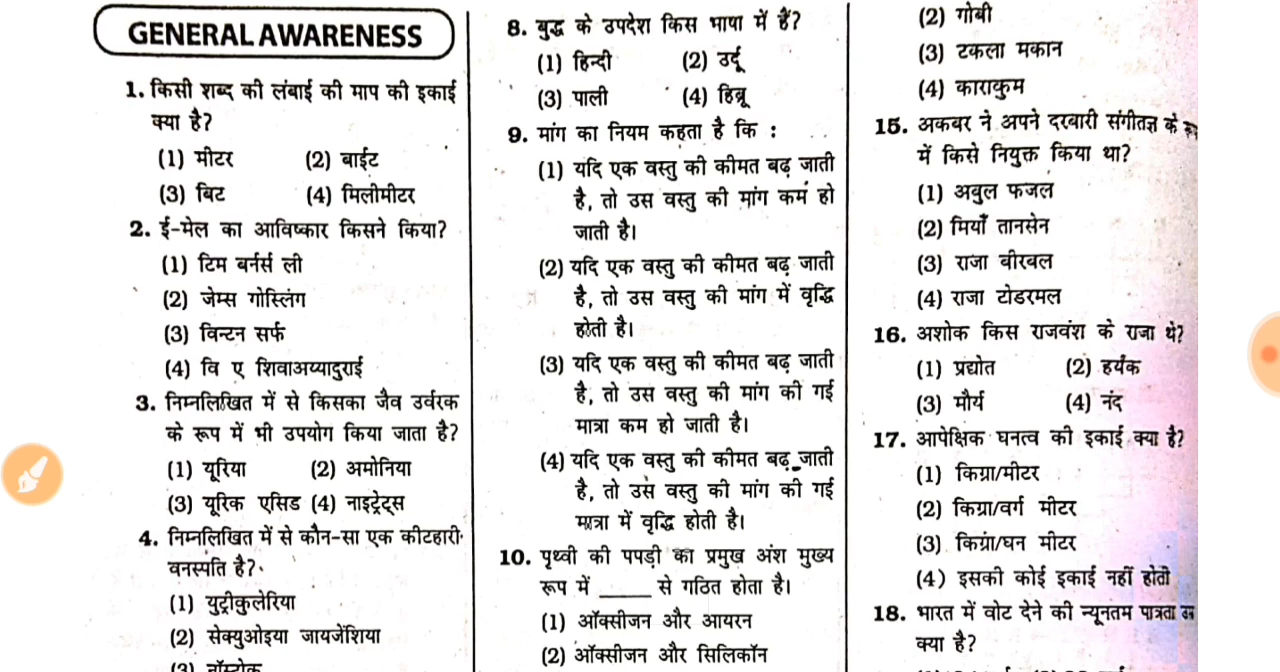 GENERAL AWARENESS
1. किसी शब्द की लंबाई की माप की इकाई
क्या है?
(1) मीटर (2) बाईट
(3) बिट (4) मिलीमीटर
2. ई-मेल का आविष्कार किसने किया?
(1) टिम बर्नर्स ली
(2) जेम्स गोस्लिंग
(3) विन्टन सर्फ
(4) वि ए शिवाअय्यादुराई
3. निम्नलिखित में से किसका जैव उर्वरक
के रूप में भी उपयोग किया जाता है?
(1) यूरिया (2) अमोनिया
(3) यूरिक एसिड (4) नाइट्रेट्स
4. निम्नलिखित में से कौन-सा एक कीटहारी
वनस्पति है?
(1) युट्रीकुलेरिया
(2) सेक्युओइया जायजेंशिया
8. बुद्ध के उपदेश किस भाषा में हैं?
(1) हिन्दी (2) उर्दू
(3) पाली (4) हिब्रू
9. मांग का नियम कहता है कि :
(1) यदि एक वस्तु की कीमत बढ़ जाती
है, तो उस वस्तु की मांग कम हो
जाती है।
(2) यदि एक वस्तु की कीमत बढ़ जाती
है, तो उस वस्तु की मांग में वृद्धि
होती है।
(3) यदि एक वस्तु की कीमत बढ़ जाती
है, तो उस वस्तु की मांग की गई
मात्रा कम हो जाती है।
(4) यदि एक वस्तु की कीमत बढ़ जाती
है, तो उस वस्तु की मांग की गई
मात्रा में वृद्धि होती है।
10. पृथ्वी की पपड़ी का प्रमुख अंश मुख्य
रूप में _____ से गठित होता है।
(1) ऑक्सीजन और आयरन
(2) ऑक्सीजन और सिलिकॉन
(2) गोबी
(3) टकला मकान
(4) काराकुम
15. अकबर ने अपने दरबारी संगीतज्ञ के
में किसे नियुक्त किया था?
(1) अबुल फजल
(2) मियाँ तानसेन
(3) राजा बीरबल
(4) राजा टोडरमल
16. अशोक किस राजवंश के राजा थे?
(1) प्रद्योत (2) हर्यंक
(3) मौर्य (4) नंद
17. आपेक्षिक घनत्व की इकाई क्या है?
(1) किग्रा/मीटर
(2) किग्रा/वर्ग मीटर
(3) किग्रा/घन मीटर
(4) इसकी कोई इकाई नहीं होती
18. भारत में वोट देने की न्यूनतम पात्रता
क्या है?